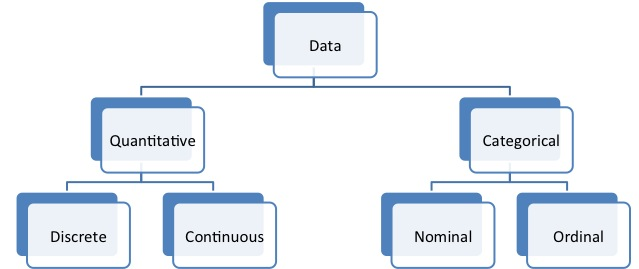 Data
Quantitative
Categorical
Discrete
Continuous
Nominal
Ordinal